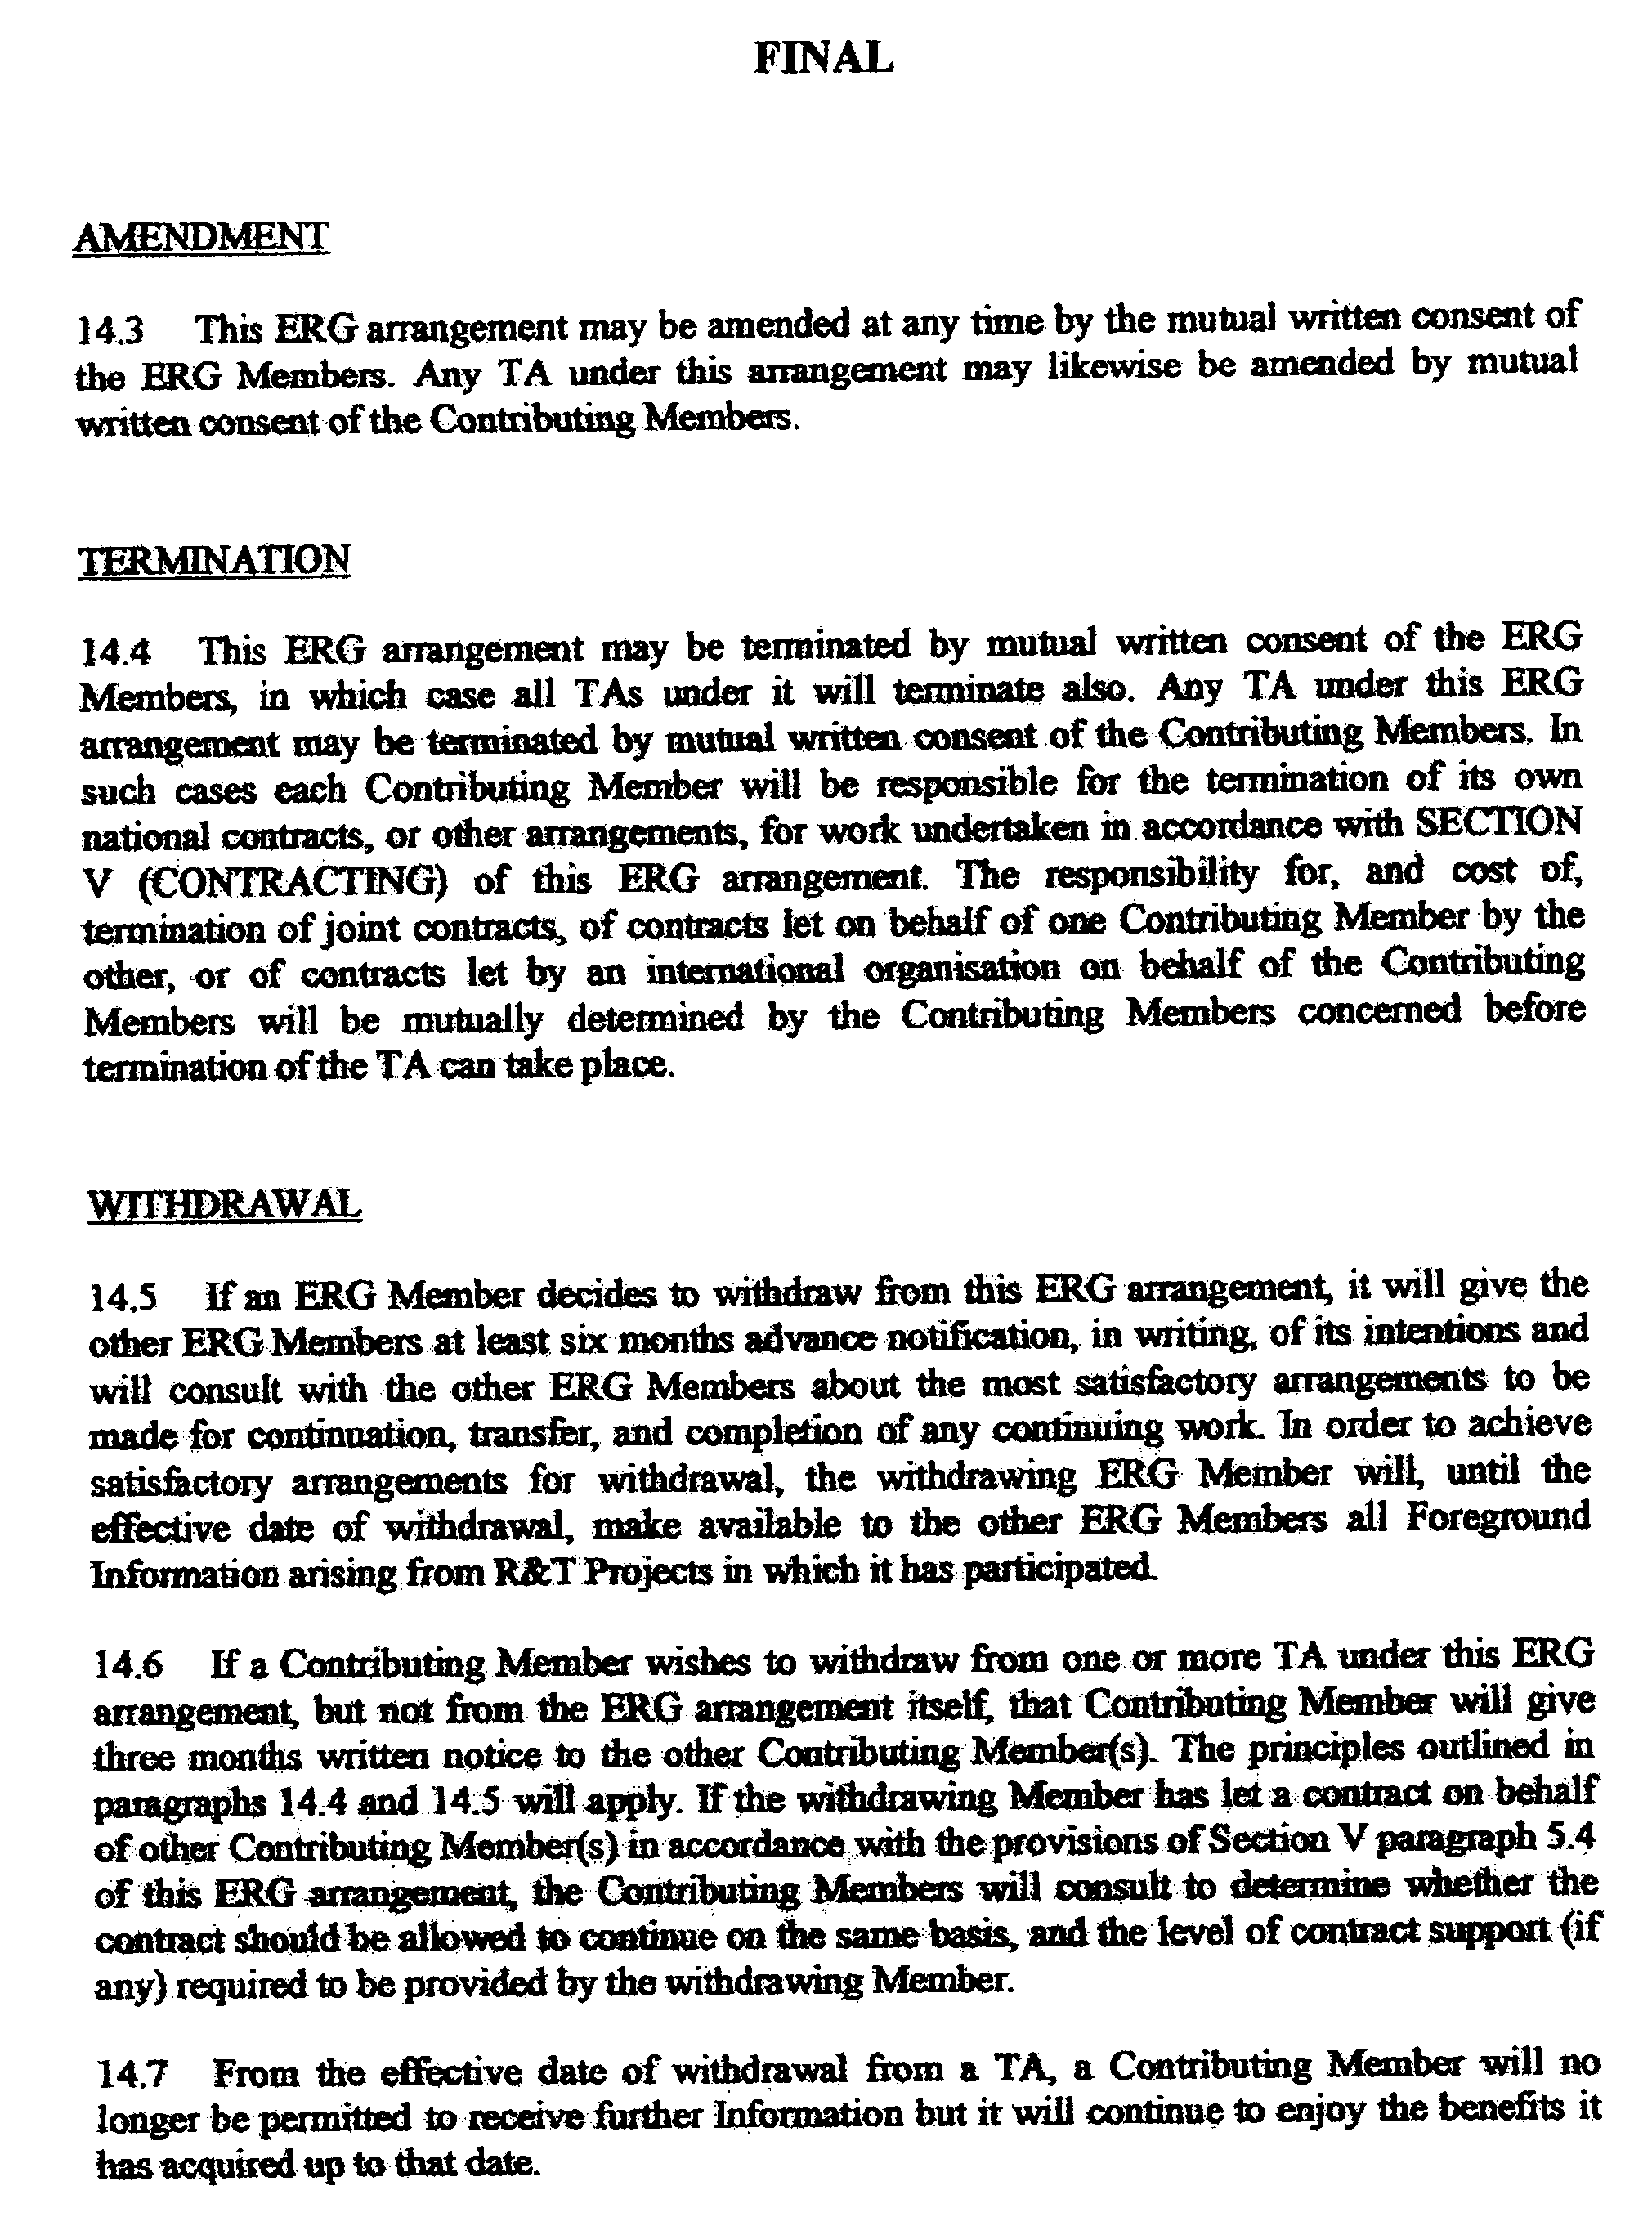 FINAL
AMENDMENT
14.3 This ERG arrangement may be amended at any time by the mutual written consent of
the ERG Members. Any TA under this arrangement may likewise be amended by mutual
written consent of the Contributing Members.
TERMINATION
14.4 This ERG arrangement may be terminated by mutual written consent of the ERG
Members, in which case all TAs under it will terminate also. Any TA under this ERG
arrangement may be terminated by mutual written consent of the Contributing Members. In
such cases each Contributing Member will be responsible for the termination of its own
national contracts, or other arrangements, for work undertaken in accordance with SECTION
V (CONTRACTING) of this ERG arrangement. The responsibility for, and cost of,
termination of joint contracts, of contracts let on behalf of one Contributing Member by the
other, or of contracts let by an international organisation on behalf of the Contributing
Members will be mutually determined by the Contributing Members concerned before
termination of the TA can take place.
WITHDRAWAL
14.5 If an ERG Member decides to withdraw from this ERG arrangement, it will give the
other ERG Members at least six months advance notification, in writing, of its intentions and
will consult with the other ERG Members about the most satisfactory arrangements to be
made for continuation, transfer, and completion of any continuing work. In order to achieve
satisfactory arrangements for withdrawal, the withdrawing ERG Member will, until the
effective date of withdrawal, make available to the other ERG Members all Foreground
Information arising from R&T Projects in which it has participated.
14.6 If a Contributing Member wishes to withdraw from one or more TA under this ERG
arrangement, but not from the ERG arrangement itself, that Contributing Member will give
three months written notice to the other Contributing Member(s). The principles outlined in
paragraphs 14.4 and 14.5 will apply. If the withdrawing Member has let a contract on behalf
of other Contributing Member(s) in accordance with the provisions of Section V paragraph 5.4
of this ERG arrangement, the Contributing Members will consult to determine whether the
contract should be allowed to continue on the same basis, and the level of contract support (if
any) required to be provided by the withdrawing Member.
14.7 From the effective date of withdrawal from a TA, a Contributing Member will no
longer be permitted to receive further Information but it will continue to enjoy the benefits it
has acquired up to that date.